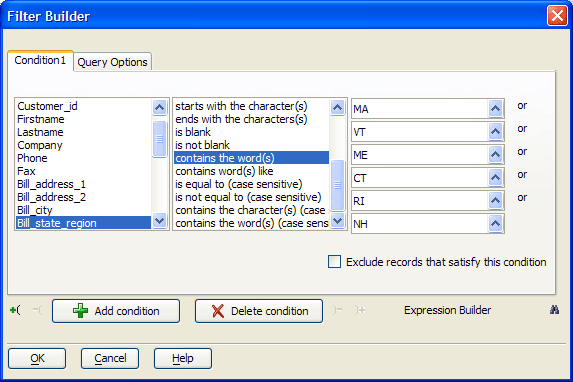 Filter Builder
Condition1
Query Options
Customer_id
Firstname
Lastname
Company
Phone
Fax
Bill_address_1
Bill_address_2
Bill_city
Bill_state_region
starts with the character(s)
ends with the characters(s)
is blank
is not blank
contains the word(s)
contains word(s) like
is equal to (case sensitive)
is not equal to (case sensitive)
contains the character(s) (case
contains the word(s) (case sens
MA or
VT or
ME or
CT or
RI or
NH
Exclude records that satisfy this condition
+( -( Add condition Delete condition )- )+ Expression Builder
OK Cancel Help